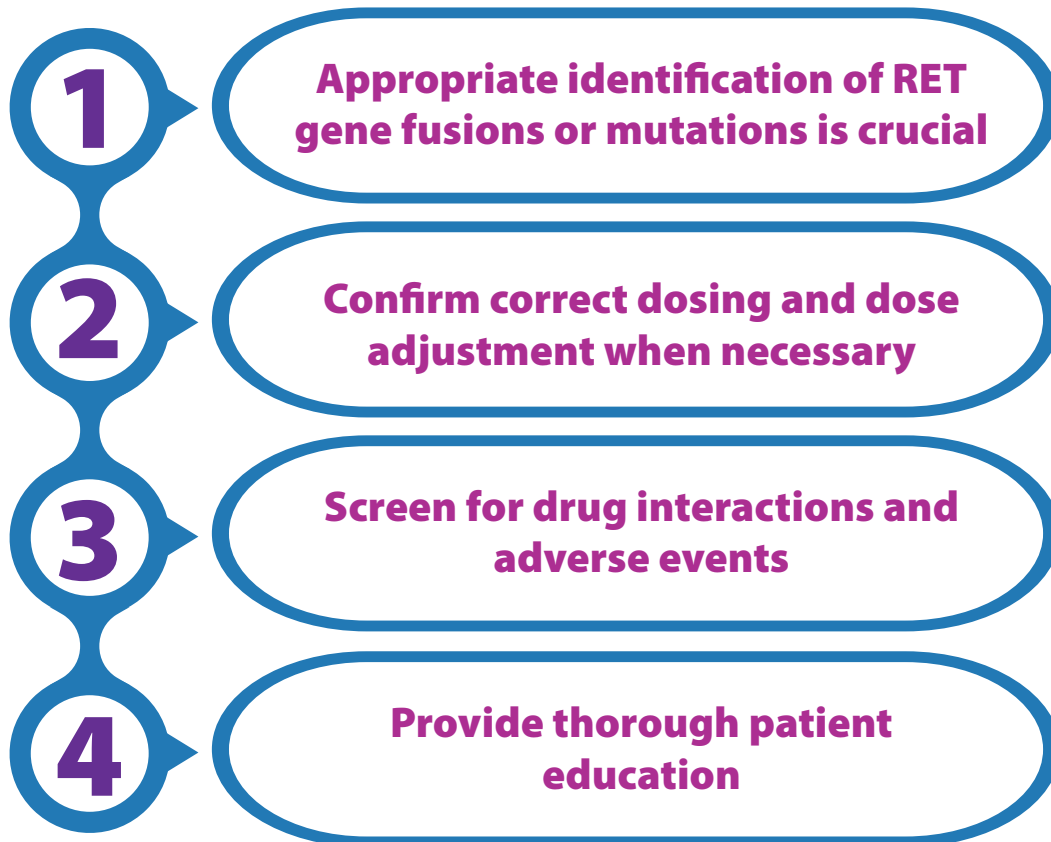 1
Appropriate identification of RET
gene fusions or mutations is crucial
2
Confirm correct dosing and dose
adjustment when necessary
3
Screen for drug interactions and
adverse events
4
Provide thorough patient
education